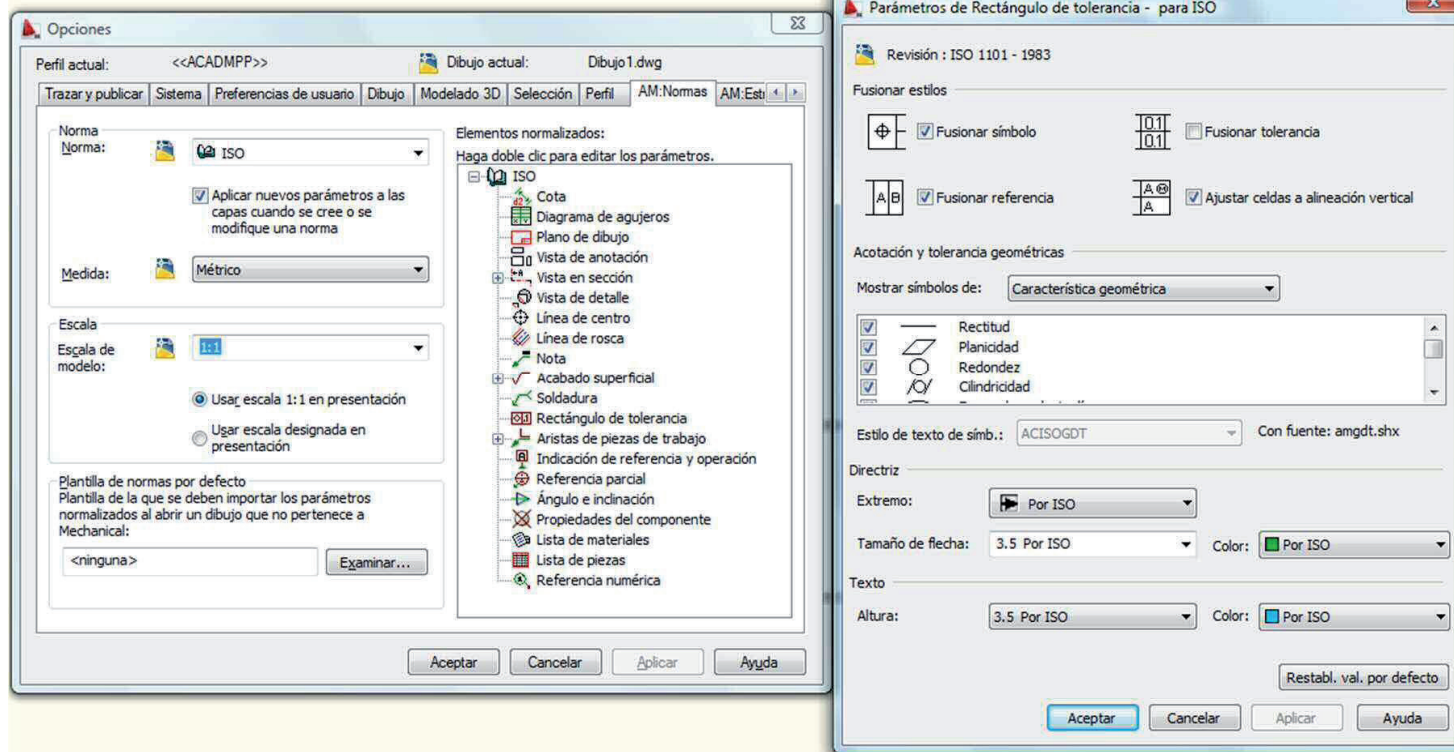 Opciones
Perfil actual: <<ACADMPP>> Dibujo actual: Dibujo1.dwg
Trazar y publicar Sistema Preferencias de usuario Dibujo Modelado 3D Selección Perfil AM:Normas AM:Est
Norma
Norma: ISO
Aplicar nuevos parámetros a las
capas cuando se cree o se
modifique una norma
Medida: Métrico
Escala
Escala de
modelo:
1:1
Usar escala 1:1 en presentación
Usar escala designada en
presentación
Plantilla de normas por defecto
Plantilla de la que se deben importar los parámetros
normalizados al abrir un dibujo que no pertenece a
Mechanical:
<ninguna> Examinar...
Elementos normalizados:
Haga doble clic para editar los parámetros.
ISO
Cota
Diagrama de agujeros
Plano de dibujo
Vista de anotación
Vista en sección
Vista de detalle
Línea de centro
Línea de rosca
Nota
Acabado superficial
Soldadura
Rectángulo de tolerancia
Aristas de piezas de trabajo
Indicación de referencia y operación
Referencia parcial
Ángulo e inclinación
Propiedades del componente
Lista de materiales
Lista de piezas
Referencia numérica
Aceptar Cancelar Aplicar Ayuda
Parámetros de Rectángulo de tolerancia - para ISO
Revisión : ISO 1101 - 1983
Fusionar estilos
Fusionar símbolo
0.1
0.1
Fusionar tolerancia
A B
Fusionar referencia
A M
A
Ajustar celdas a alineación vertical
Acotación y tolerancia geométricas
Mostrar símbolos de: Característica geométrica
Rectitud
Planicidad
Redondez
Cilindricidad
Estilo de texto de símb.: ACISOGDT Con fuente: amgdt.shx
Directriz
Extremo: Por ISO
Tamaño de flecha: 3.5 Por ISO Color: Por ISO
Texto
Altura: 3.5 Por ISO Color: Por ISO
Restabl. val. por defecto
Aceptar Cancelar Aplicar Ayuda